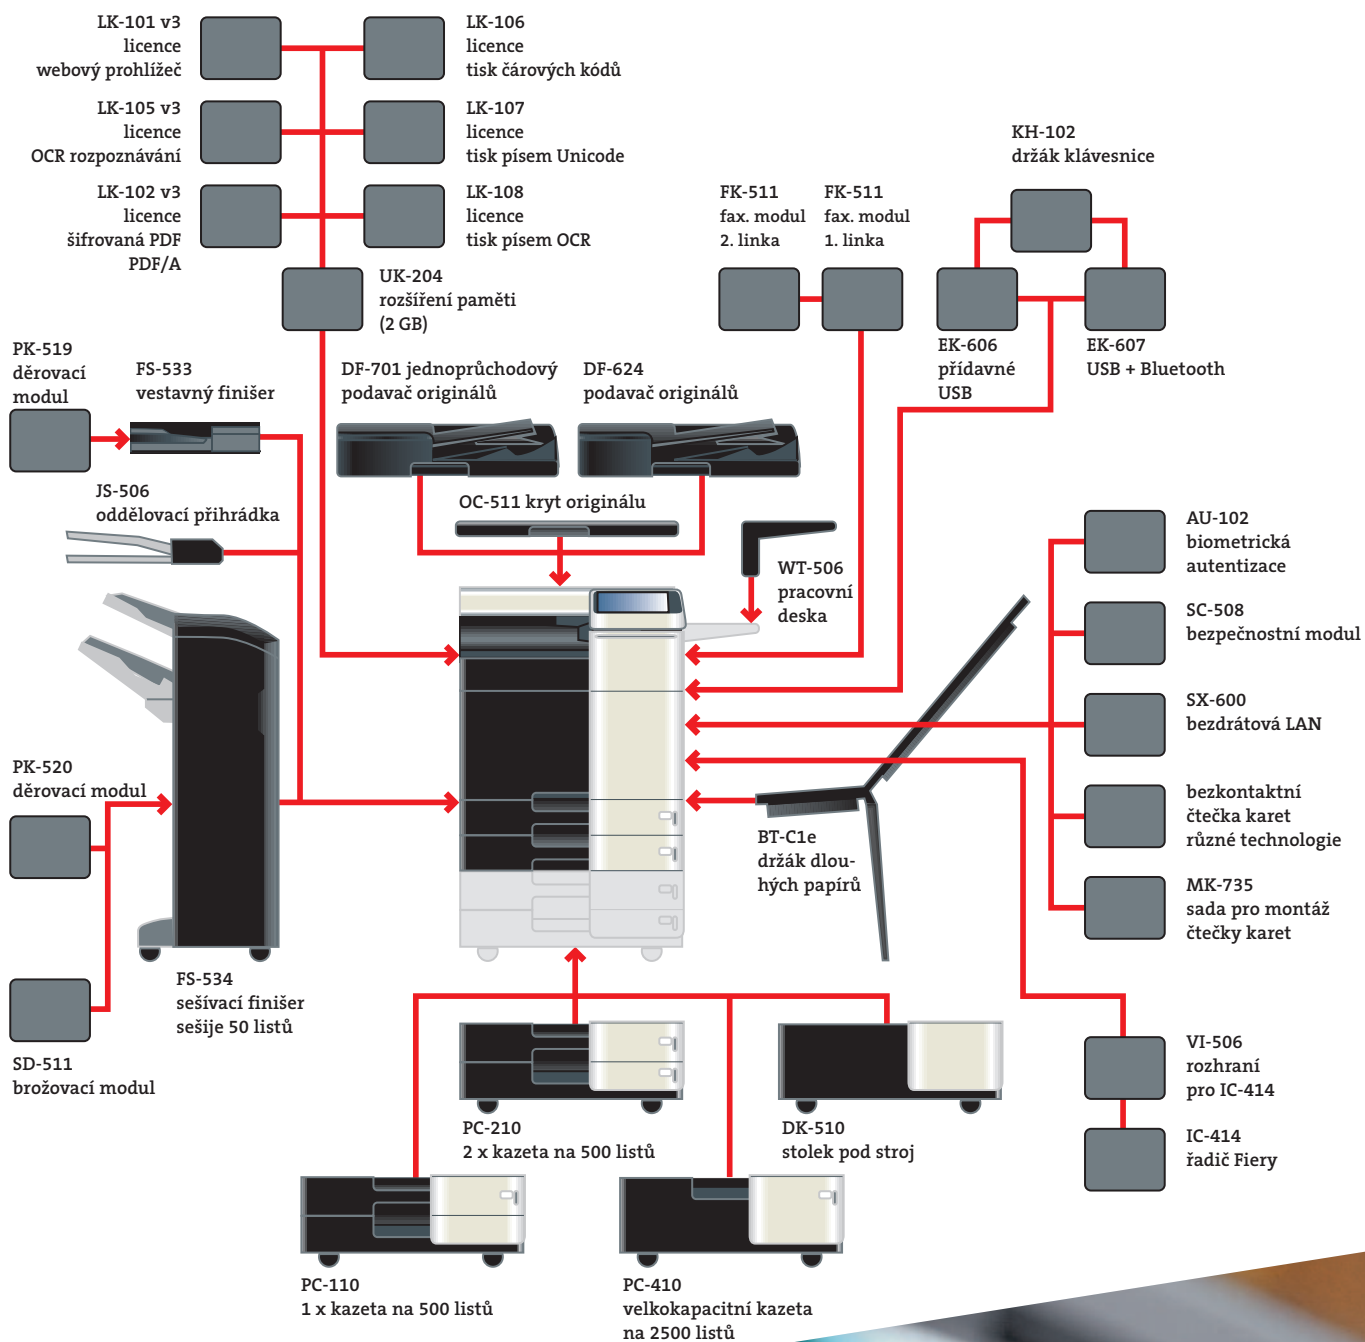 LK-101 v3
licence
webový prohlížeč
LK-106
licence
tisk čárových kódů
LK-105 v3
licence
OCR rozpoznávání
LK-107
licence
tisk písem Unicode
LK-102 v3
licence
šifrovaná PDF
PDF/A
LK-108
licence
tisk písem OCR
UK-204
rozšíření paměti
(2 GB)
FK-511
fax. modul
2. linka
FK-511
fax. modul
1. linka
KH-102
držák klávesnice
EK-606
přídavné
USB
EK-607
USB + Bluetooth
PK-519
děrovací
modul
FS-533
vestavný finišer
DF-701 jednoprůchodový
podavač originálů
DF-624
podavač originálů
JS-506
oddělovací přihrádka
OC-511 kryt originálu
WT-506
pracovní
deska
AU-102
biometrická
autentizace
SC-508
bezpečnostní modul
SX-600
bezdrátová LAN
bezkontaktní
čtečka karet
různé technologie
MK-735
sada pro montáž
čtečky karet
PK-520
děrovací modul
BT-C1e
držák dlou-
hých papírů
FS-534
sešívací finišer
sešije 50 listů
SD-511
brožovací modul
VI-506
rozhraní
pro IC-414
IC-414
řadič Fiery
PC-210
2 x kazeta na 500 listů
DK-510
stolek pod stroj
PC-110
1 x kazeta na 500 listů
PC-410
velkokapacitní kazeta
na 2500 listů